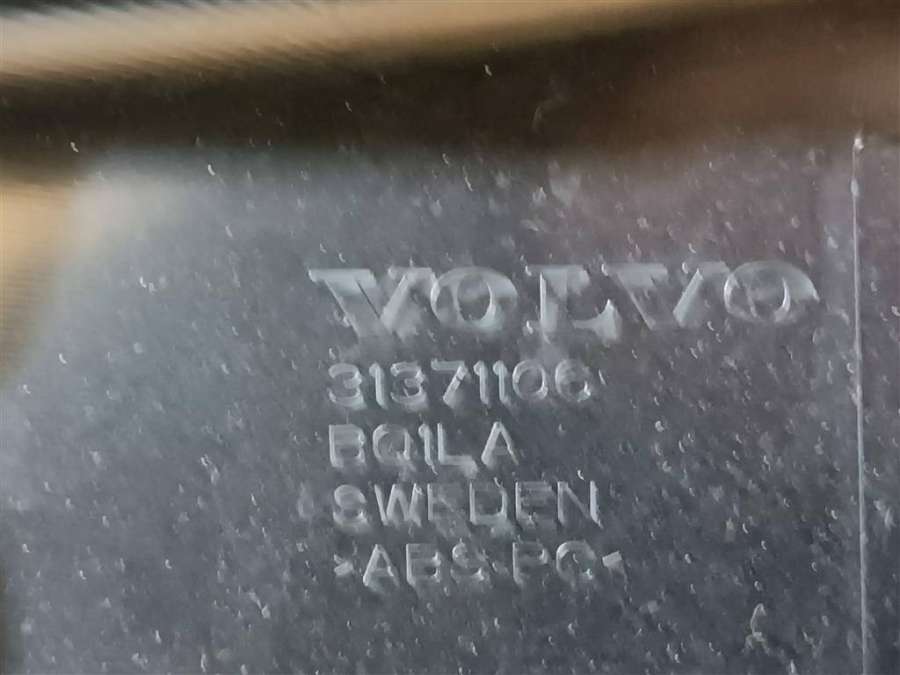 VOLVO
31371106
BQ1LA
SWEDEN
>ABS-PC<